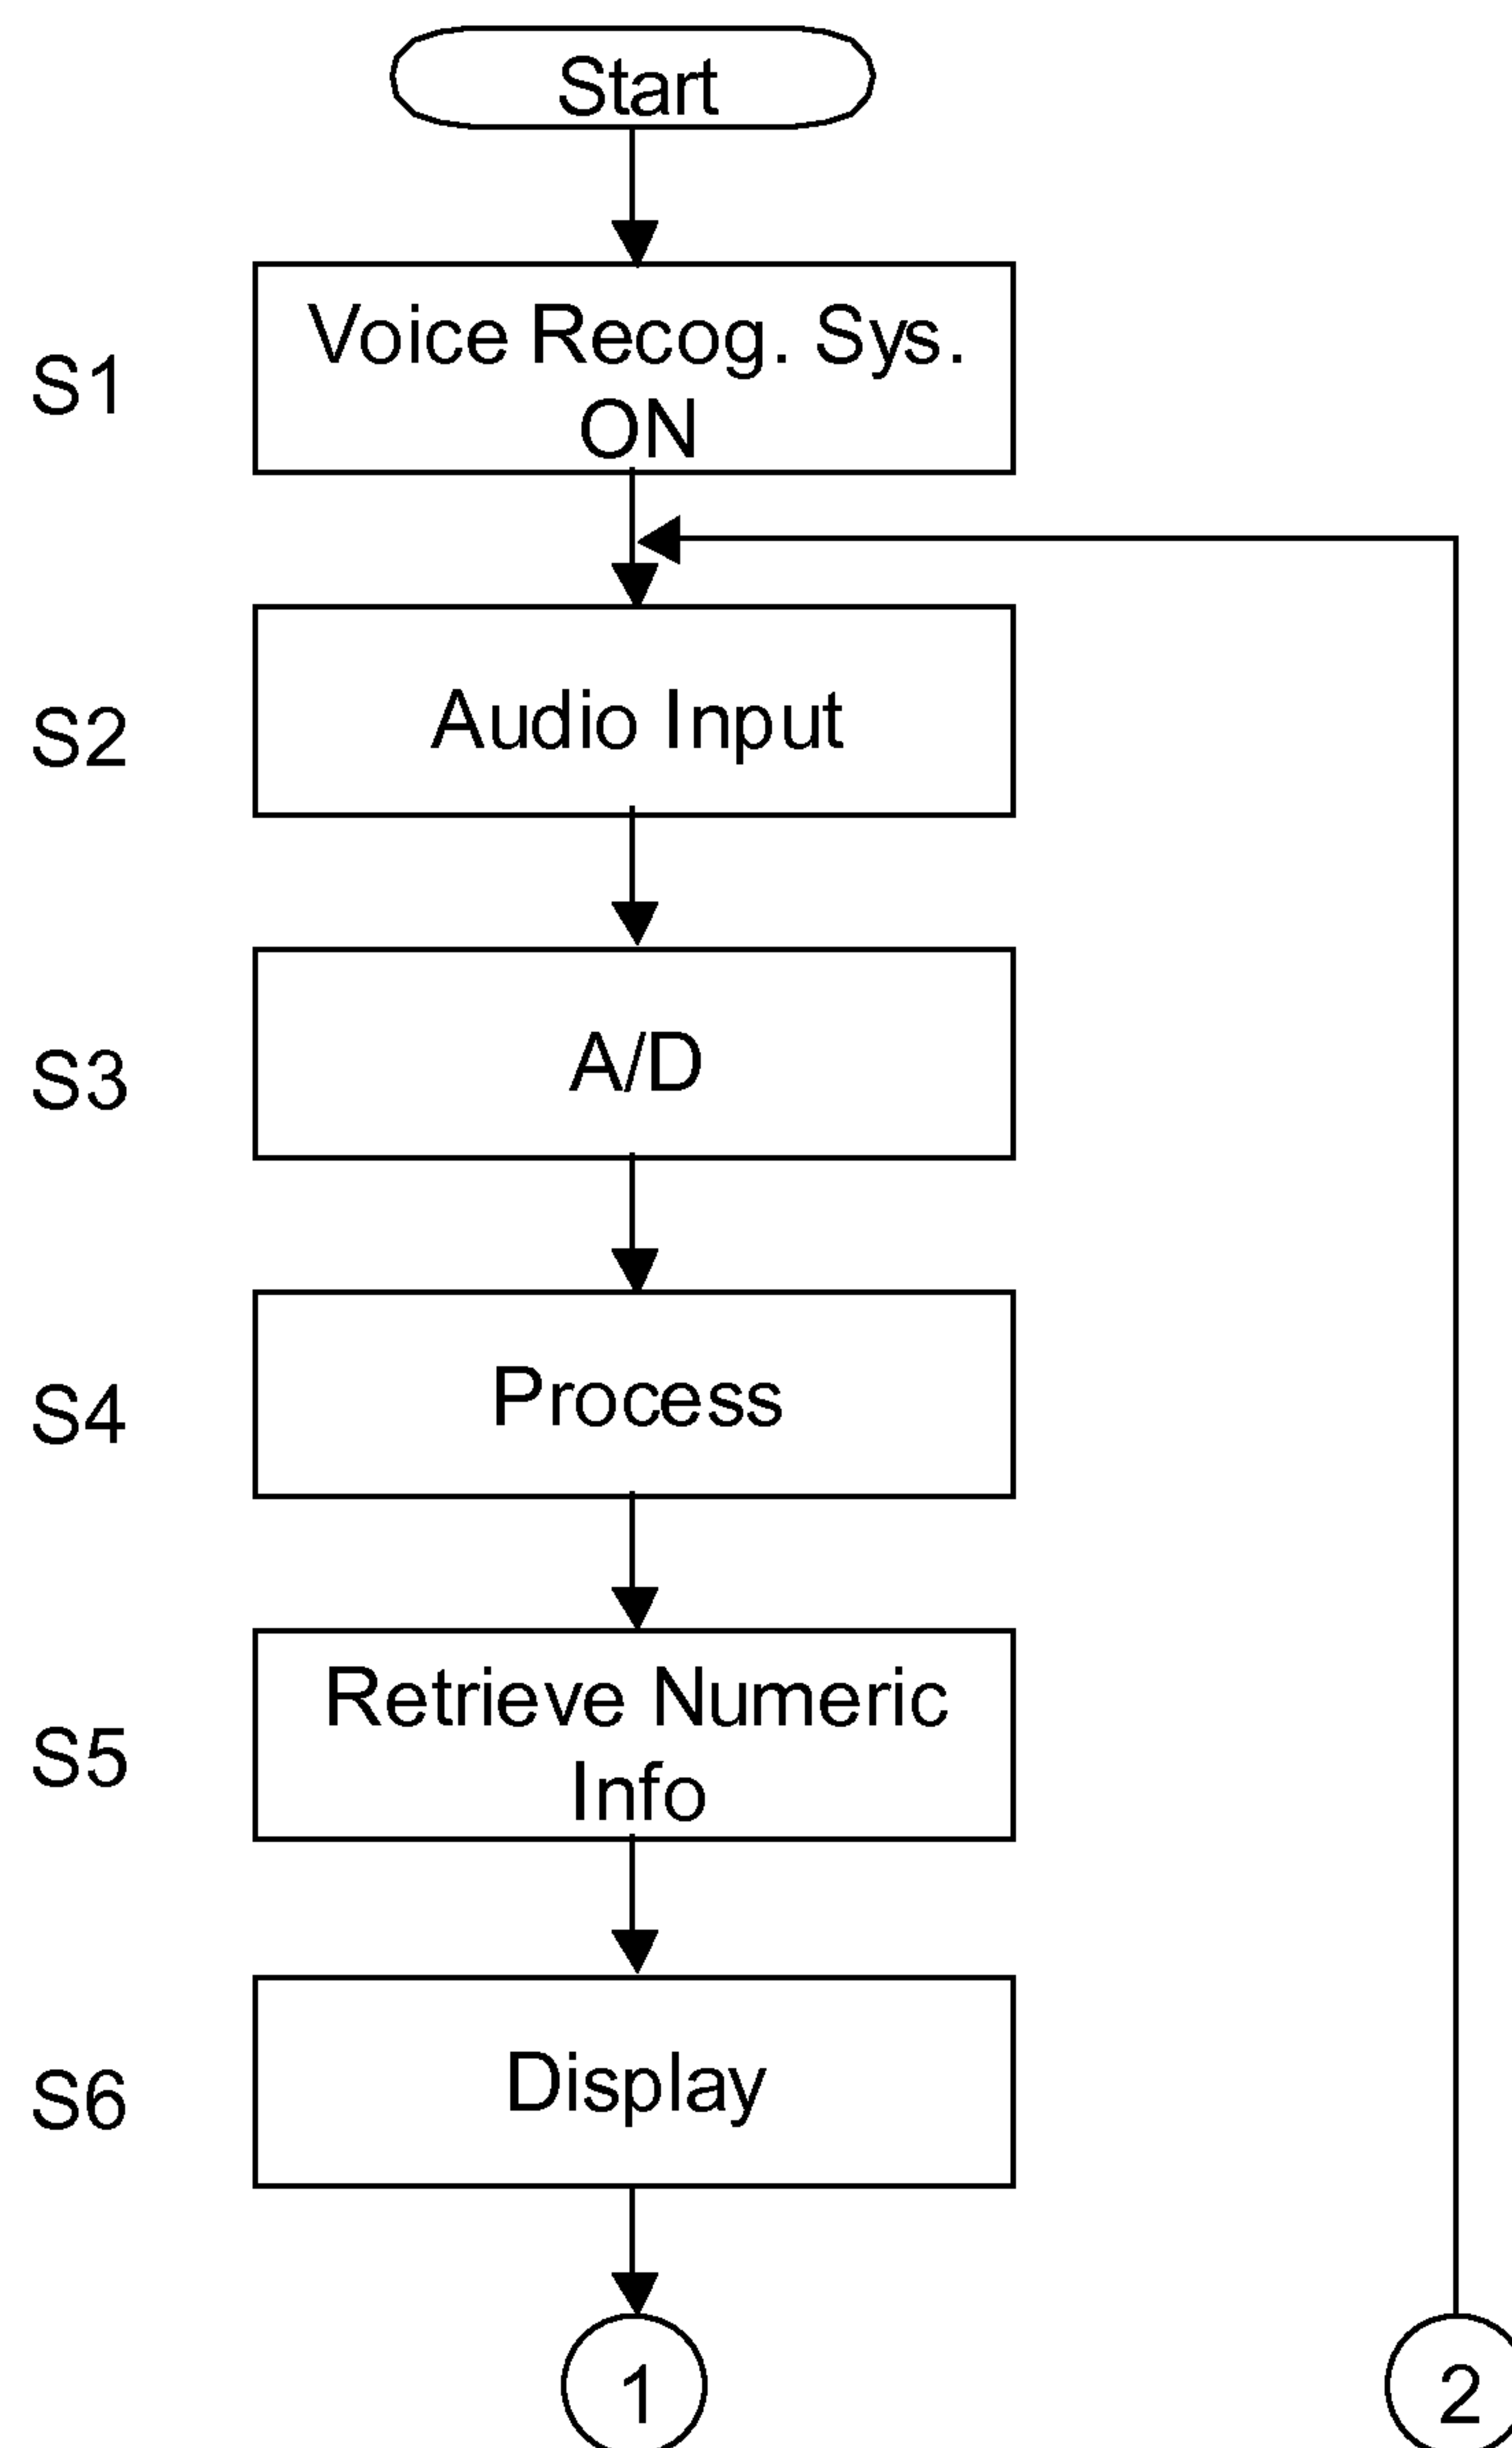 Start
S1
Voice Recog. Sys.
ON
S2
Audio Input
S3
A/D
S4
Process
S5
Retrieve Numeric
Info
S6
Display
1
2